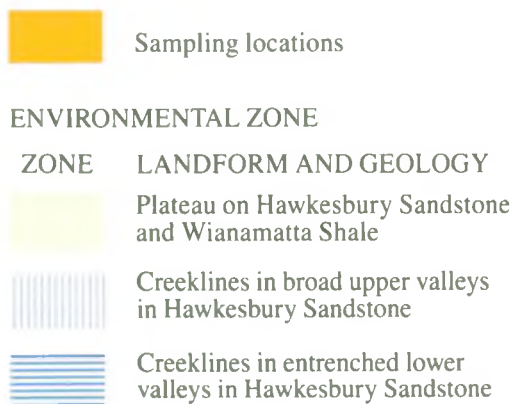 Sampling locations
ENVIRONMENTAL ZONE
ZONE LANDFORM AND GEOLOGY
Plateau on Hawkesbury Sandstone
and Wianamatta Shale
Creeklines in broad upper valleys
in Hawkesbury Sandstone
Creeklines in entrenched lower
valleys in Hawkesbury Sandstone